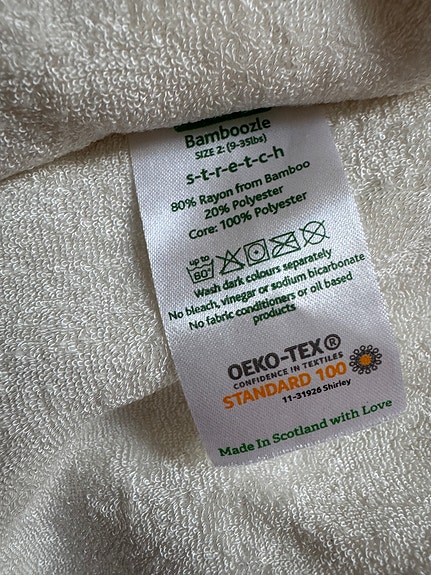 Bamboozle
SIZE 2: (9-35lbs)
s-t-r-e-t-c-h
80% Rayon from Bamboo
20% Polyester
Core: 100% Polyester
up to
60°
Wash dark colours separately
No bleach, vinegar or sodium bicarbonate
No fabric conditioners or oil based
products
OEKO-TEX®
CONFIDENCE IN TEXTILES
STANDARD 100
11-31926 Shirley
Made In Scotland with Love